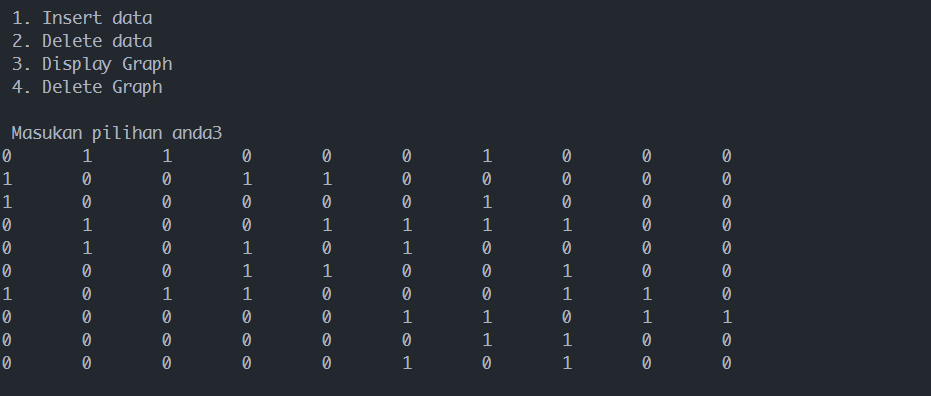 1. Insert data
2. Delete data
3. Display Graph
4. Delete Graph
Masukan pilihan anda3
0 1 1 0 0 0 1 0 0 0
1 0 0 1 1 0 0 0 0 0
1 0 0 0 0 0 1 0 0 0
0 1 0 0 1 1 1 1 0 0
0 1 0 1 0 1 0 0 0 0
0 0 0 1 1 0 0 1 0 0
1 0 1 1 0 0 0 1 1 0
0 0 0 0 0 1 1 0 1 1
0 0 0 0 0 0 1 1 0 0
0 0 0 0 0 1 0 1 0 0